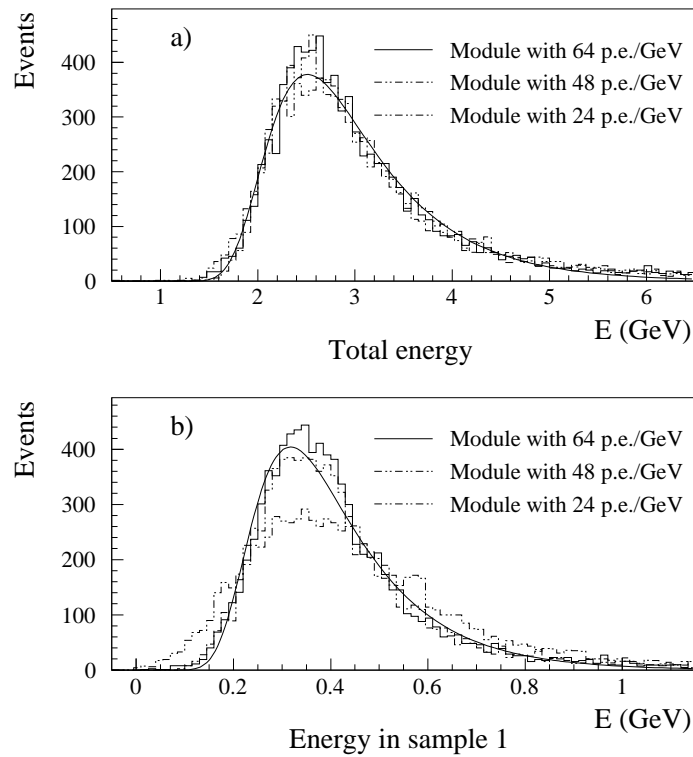 a)
Events
Module with 64 p.e./GeV
Module with 48 p.e./GeV
Module with 24 p.e./GeV
400
300
200
100
0
1 2 3 4 5 6
E (GeV)
Total energy
b)
Events
Module with 64 p.e./GeV
Module with 48 p.e./GeV
Module with 24 p.e./GeV
400
300
200
100
0
0 0.2 0.4 0.6 0.8 1
E (GeV)
Energy in sample 1